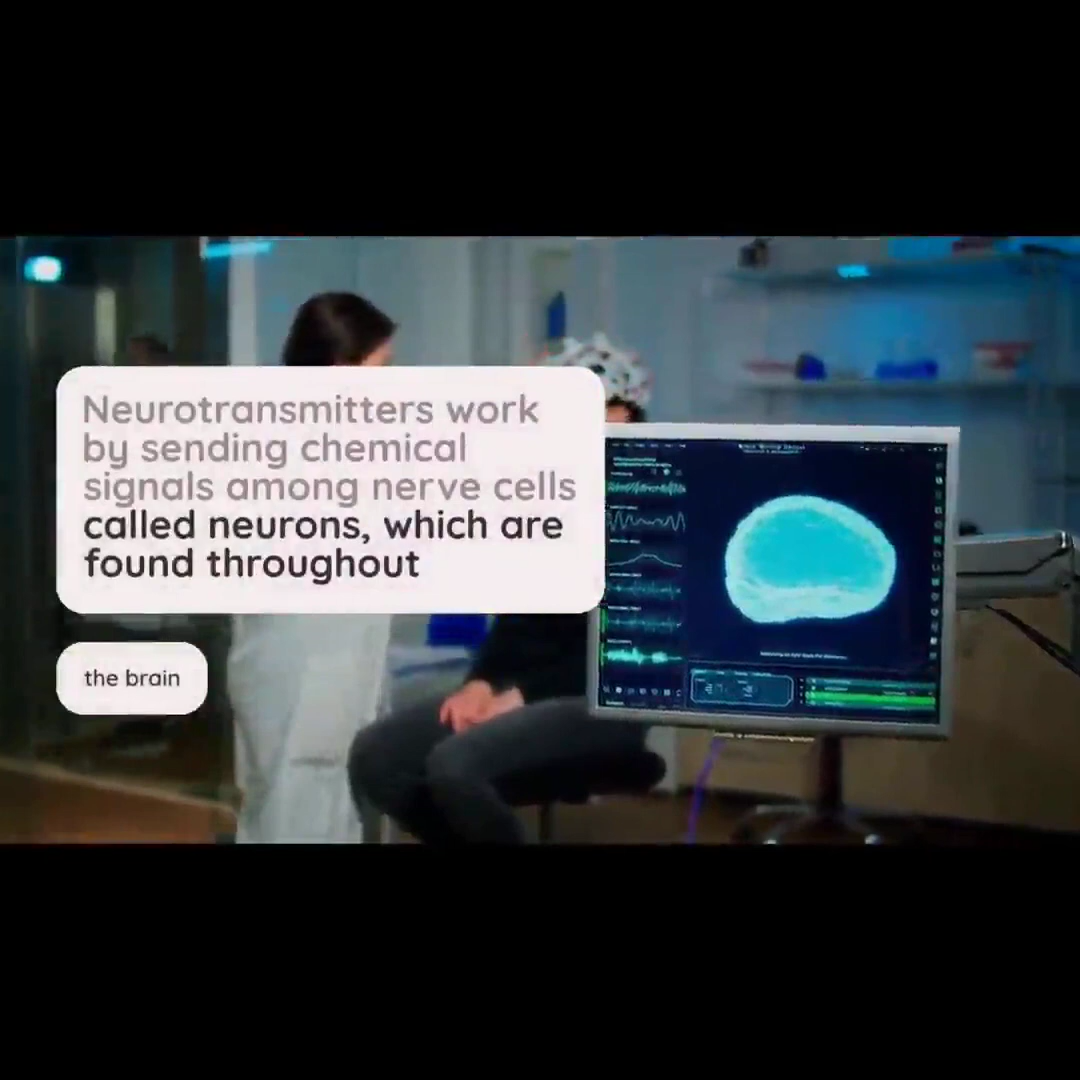 Neurotransmitters work
by sending chemical
signals among nerve cells
called neurons, which are
found throughout
the brain